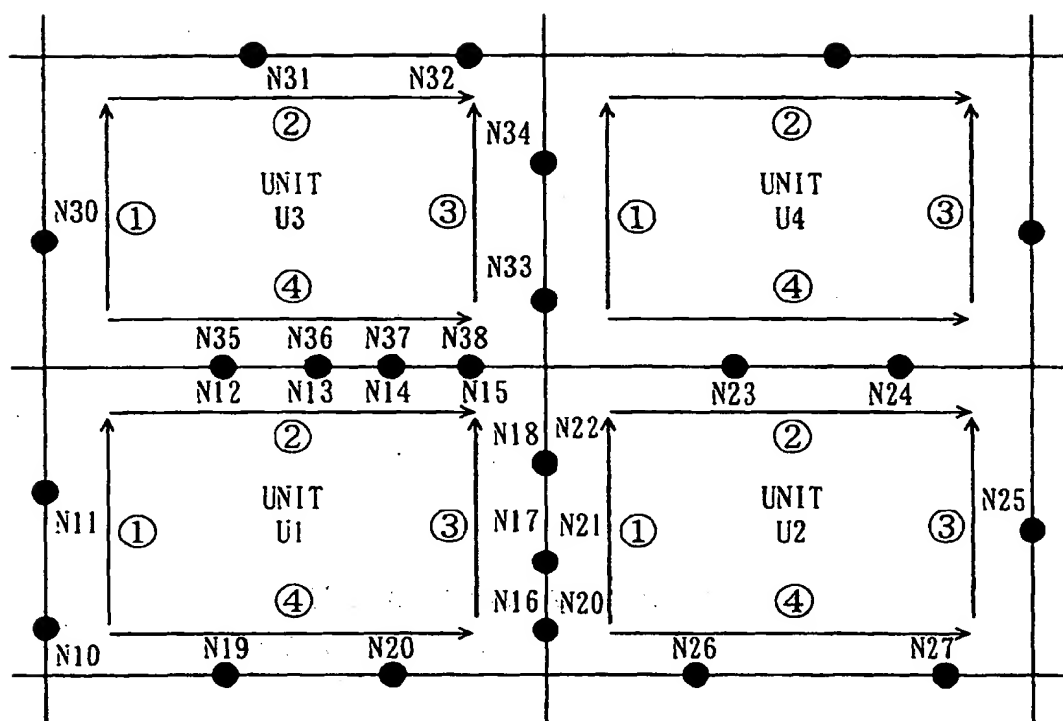 N31 N32
② ②
N34
UNIT UNIT
N30 ① U3 ③ ① U4 ③
N33
④ ④
N35 N36 N37 N38
N12 N13 N14 N15 N23 N24
N18 N22
② ②
UNIT UNIT N25
N11 ① U1 ③ N17 N21 ① U2 ③
④ N16 N20 ④
N10 N19 N20 N26 N27